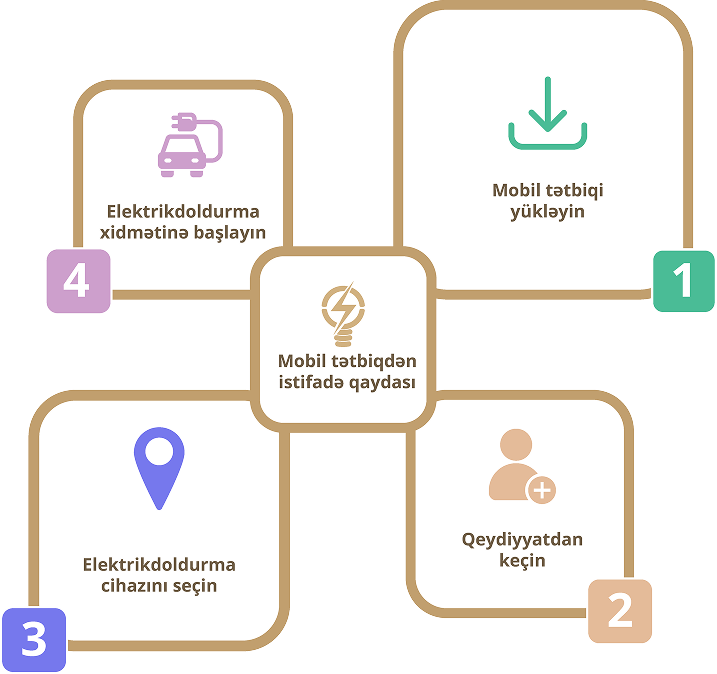 Mobil tətbiqdən
istifadə qaydası
Mobil tətbiqi
yükləyin
1
Qeydiyyatdan
keçin
2
Elektrikdoldurma
cihazını seçin
3
Elektrikdoldurma
xidmətinə başlayın
4